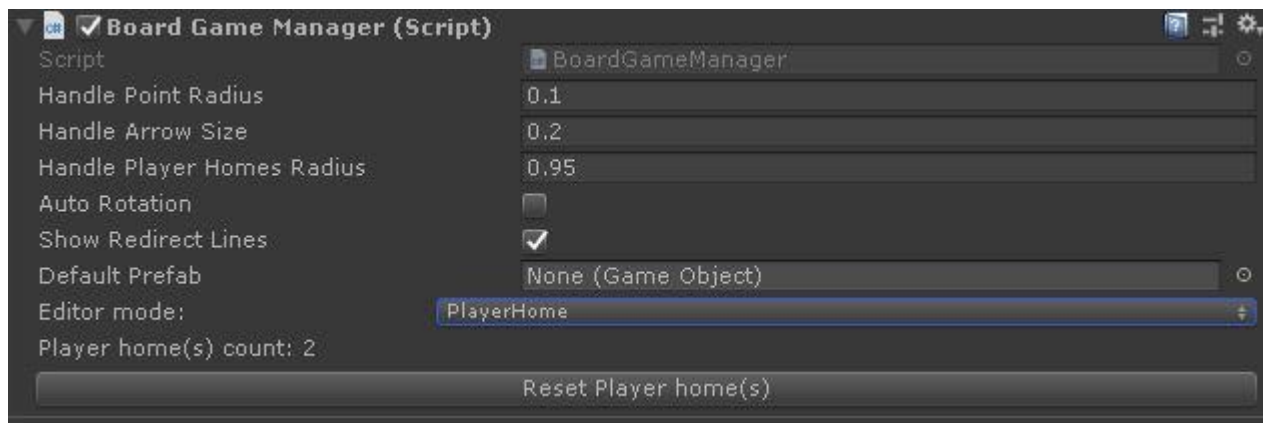 Board Game Manager (Script)
Script BoardGameManager
Handle Point Radius 0.1
Handle Arrow Size 0.2
Handle Player Homes Radius 0.95
Auto Rotation
Show Redirect Lines
Default Prefab None (Game Object)
Editor mode: PlayerHome
Player home(s) count: 2
Reset Player home(s)